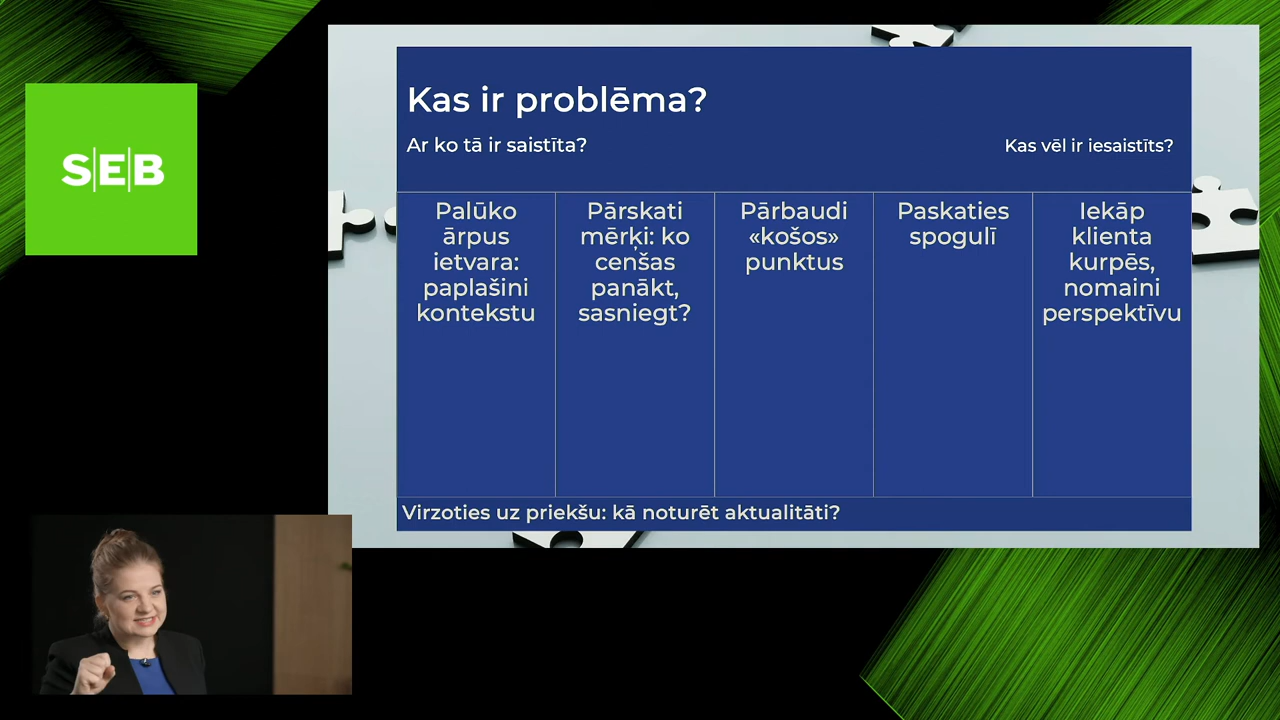 S|E|B
Kas ir problēma?
Ar ko tā ir saistīta?
Kas vēl ir iesaistīts?
Palūko
ārpus
ietvara:
paplašini
kontekstu
Pārskati
mērķi: ko
cenšas
panākt,
sasniegt?
Pārbaudi
«košos»
punktus
Paskaties
spogulī
Iekāp
klienta
kurpēs,
nomaini
perspektīvu
Virzoties uz priekšu: kā noturēt aktualitāti?